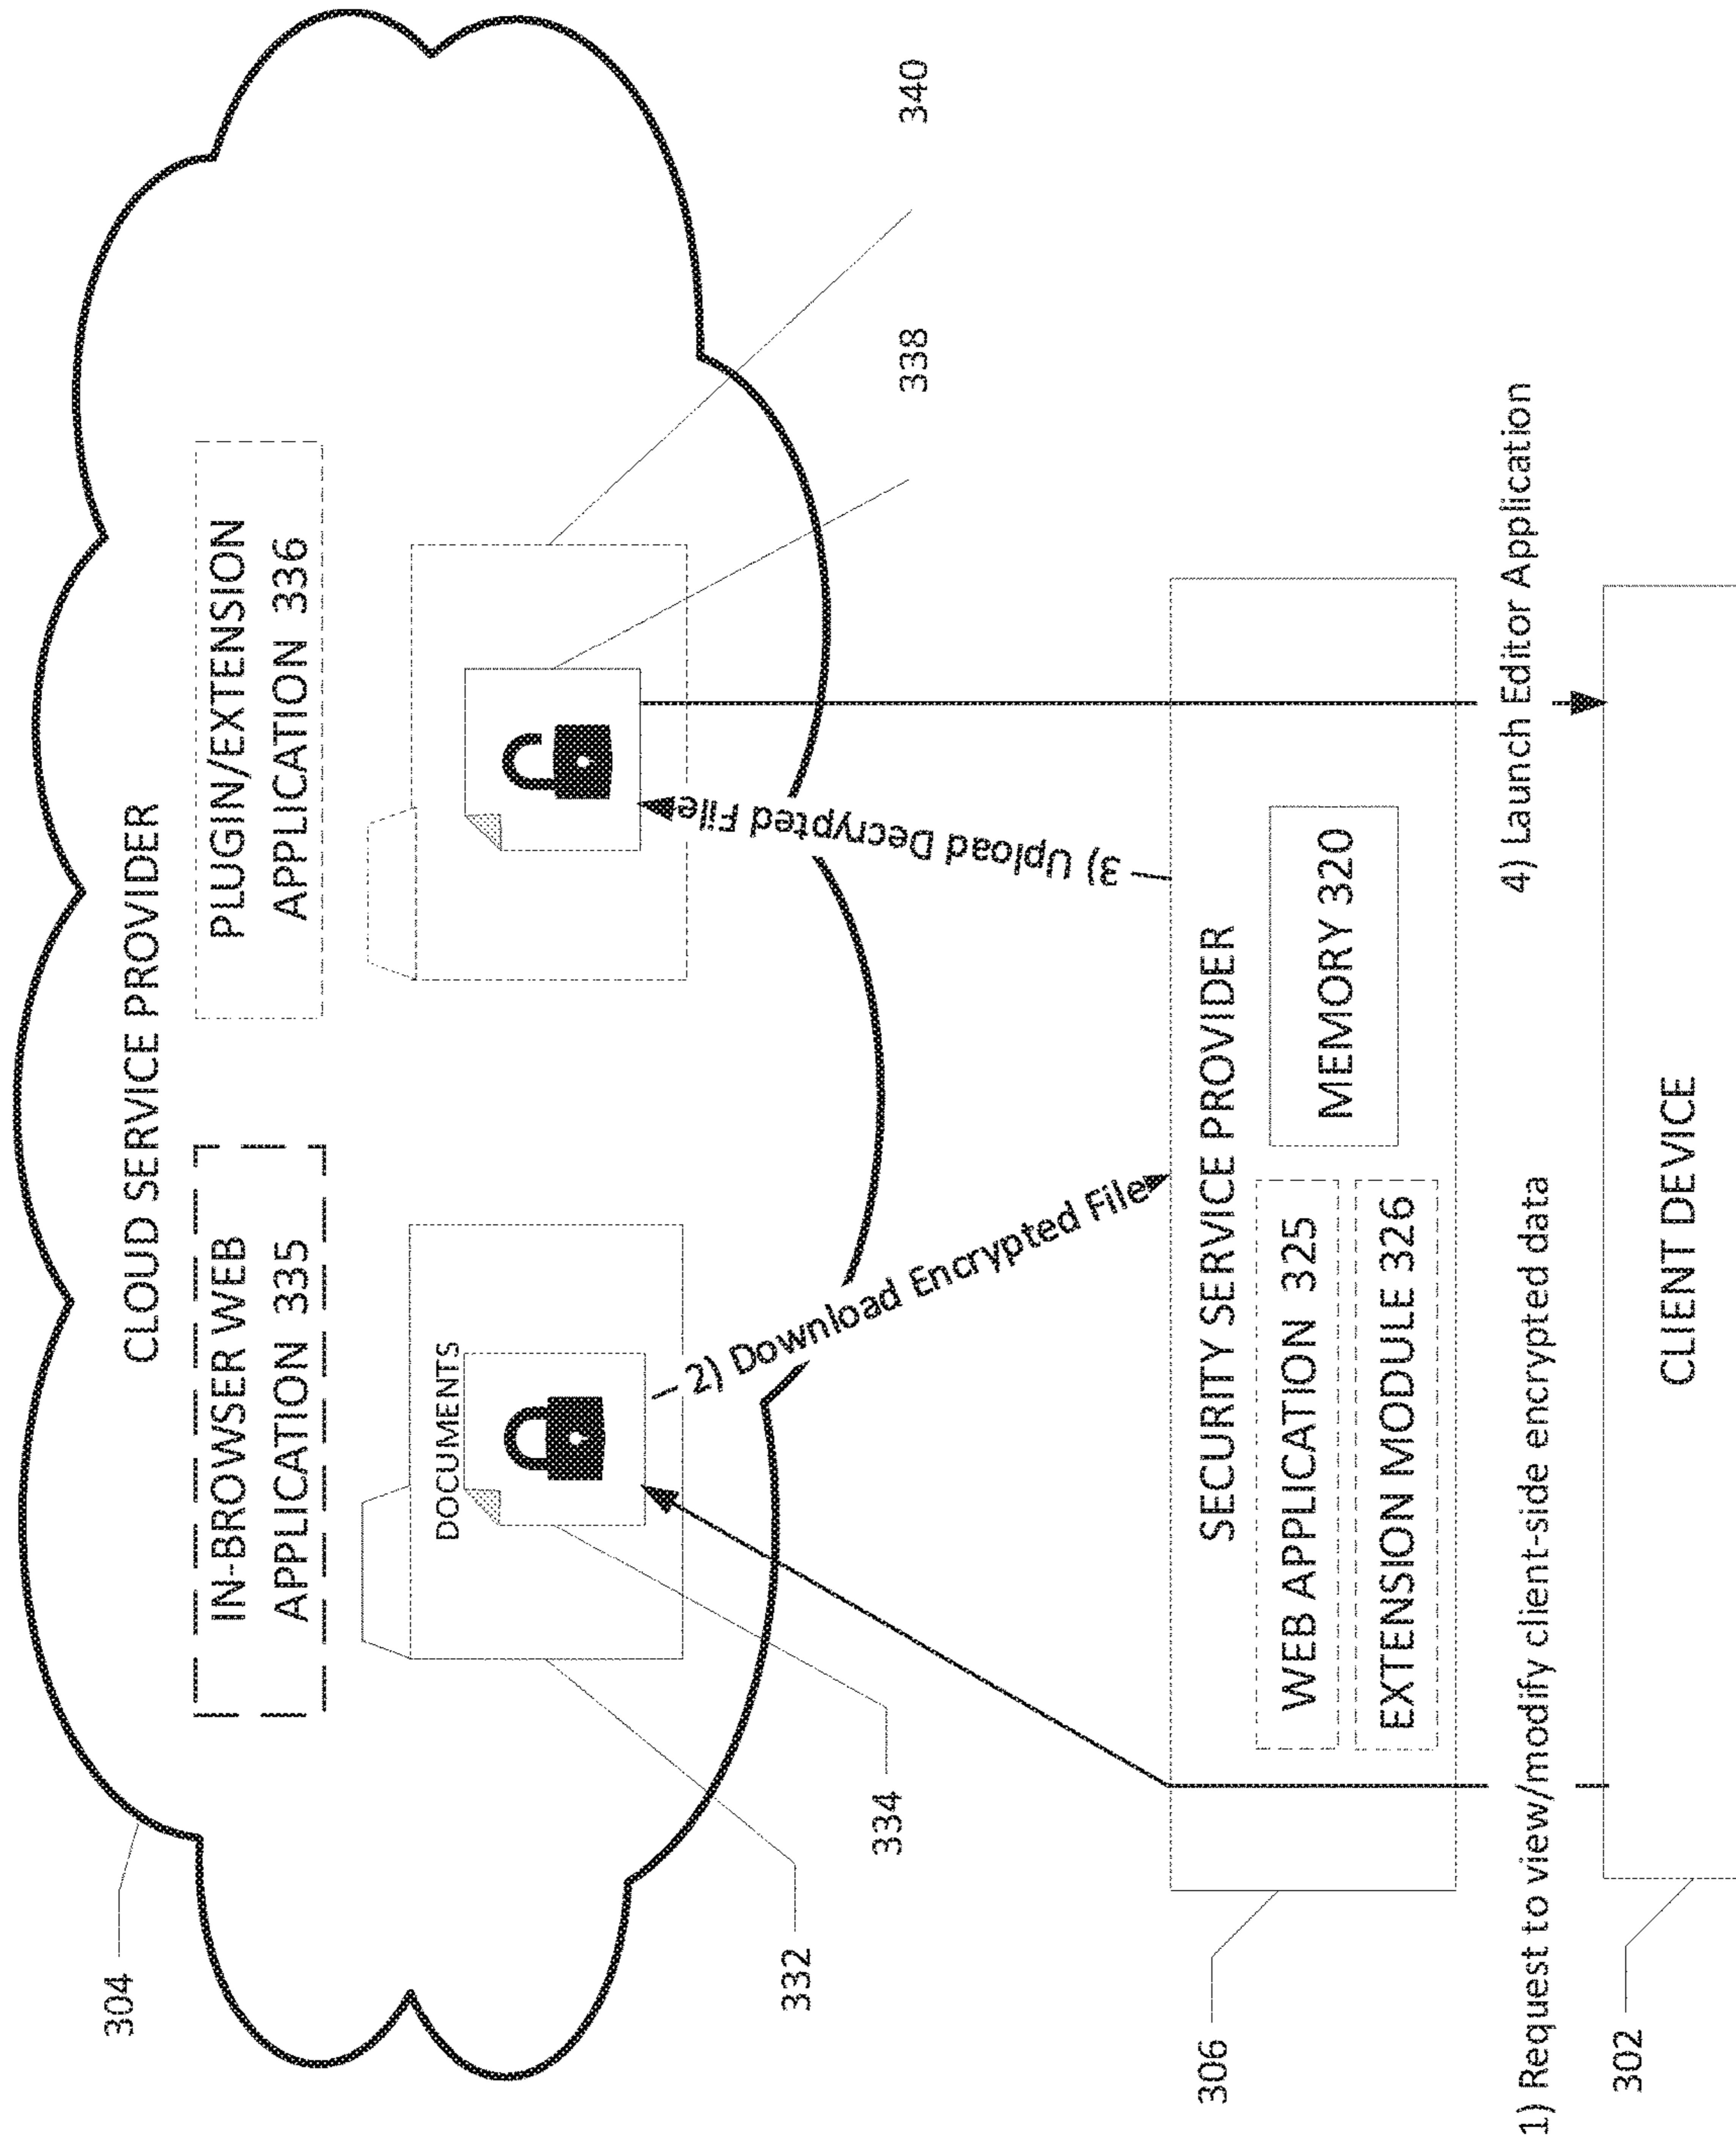 304
CLOUD SERVICE PROVIDER
IN-BROWSER WEB
APPLICATION 335
PLUGIN/EXTENSION
APPLICATION 336
DOCUMENTS
332
334
338
340
2) Download Encrypted File
3) Upload Decrypted File
306
SECURITY SERVICE PROVIDER
WEB APPLICATION 325
EXTENSION MODULE 326
MEMORY 320
1) Request to view/modify client-side encrypted data
4) Launch Editor Application
302
CLIENT DEVICE